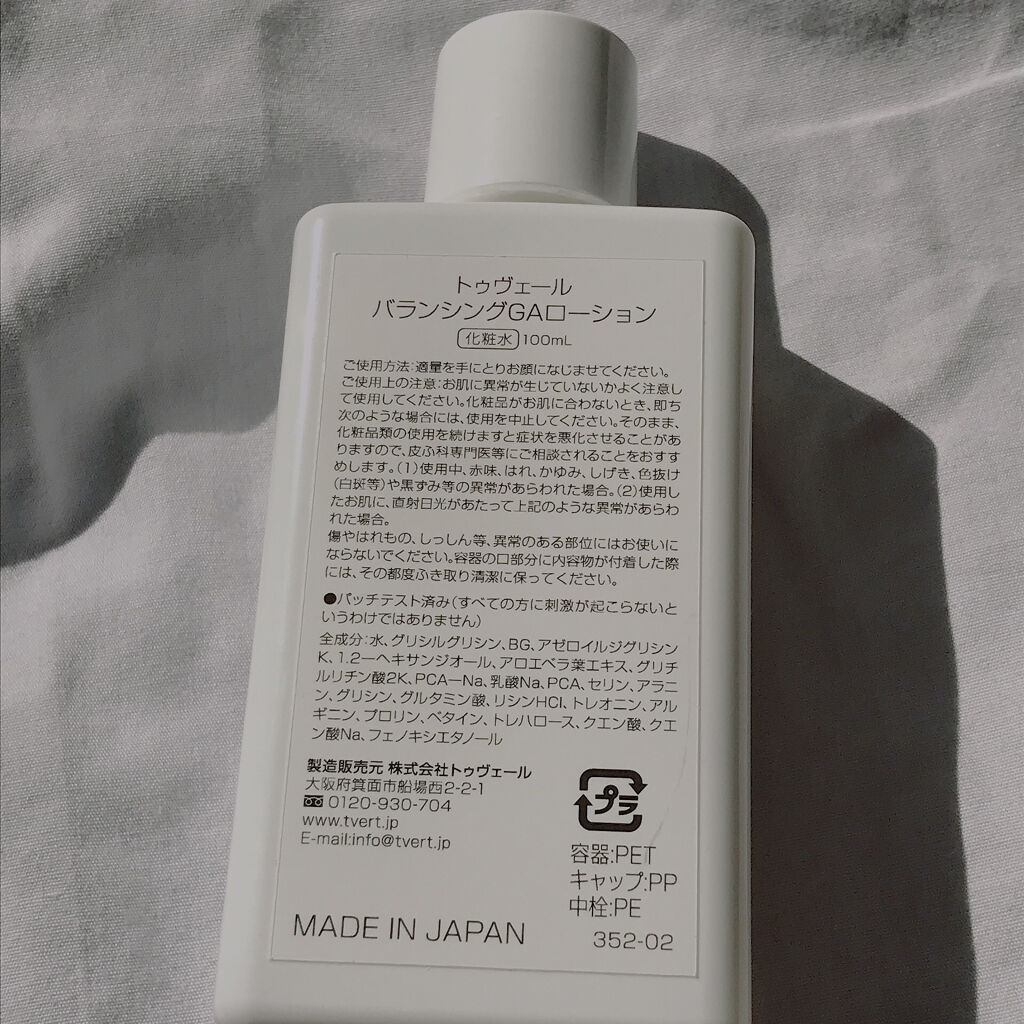 トゥヴェール
バランシングGAローション
化粧水 100mL
ご使用方法:適量を手にとりお顔になじませてください。
ご使用上の注意:お肌に異常が生じていないかよく注意し
て使用してください。化粧品がお肌に合わないとき、即ち
次のような場合には、使用を中止してください。そのまま、
化粧品類の使用を続けますと症状を悪化させることがあ
りますので、皮ふ科専門医等にご相談されることをおすす
めします。(1)使用中、赤味、はれ、かゆみ、しげき、色抜け
(白斑等)や黒ずみ等の異常があらわれた場合。(2)使用し
たお肌に、直射日光があたって上記のような異常があらわ
れた場合。
傷やはれもの、しっしん等、異常のある部位にはお使いに
ならないでください。容器の口部分に内容物が付着した際
には、その都度ふき取り清潔に保ってください。
●パッチテスト済み(すべての方に刺激が起こらないと
いうわけではありません)
全成分:水、グリシルグリシン、BG、アゼロイルジグリシン
K、1.2ーヘキサンジオール、アロエベラ葉エキス、グリチ
ルリチン酸2K、PCAーNa、乳酸Na、PCA、セリン、アラニ
ン、グリシン、グルタミン酸、リシンHCl、トレオニン、アル
ギニン、プロリン、ベタイン、トレハロース、クエン酸、クエ
ン酸Na、フェノキシエタノール
製造販売元 株式会社トゥヴェール
大阪府箕面市船場西2-2-1
0120-930-704
www.tvert.jp
E-mail:info@tvert.jp
プラ
容器:PET
キャップ:PP
中栓:PE
MADE IN JAPAN
352-02